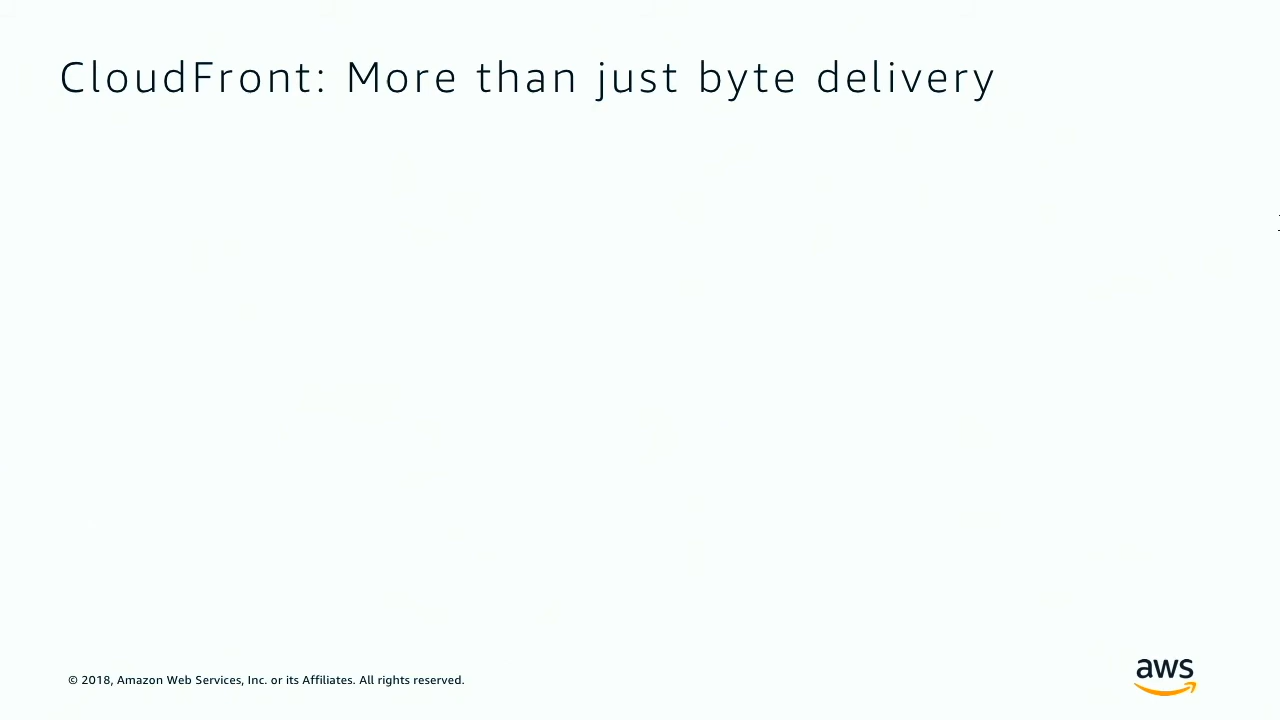 CloudFront: More than just byte delivery
© 2018, Amazon Web Services, Inc. or its Affiliates. All rights reserved.
aws